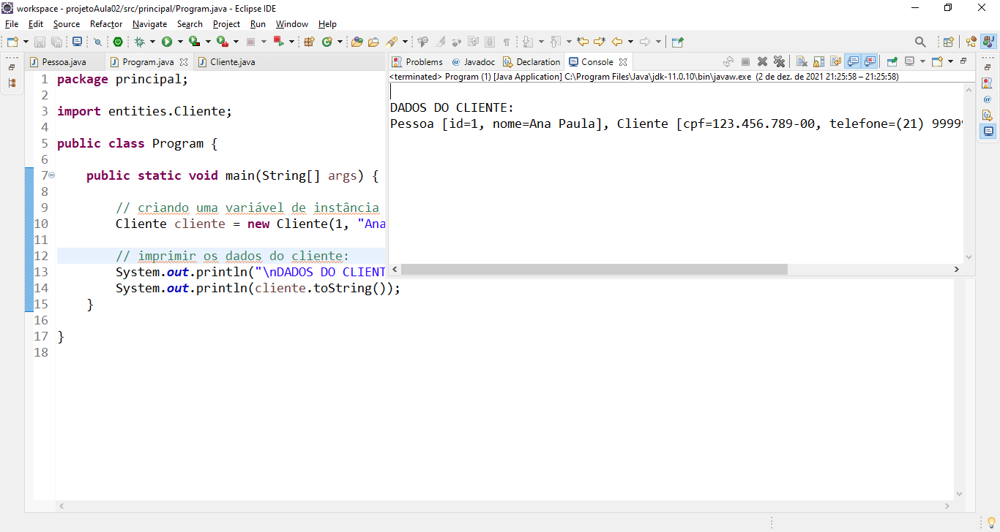 workspace - projetoAula02/src/principal/Program.java - Eclipse IDE
File Edit Source Refactor Navigate Search Project Run Window Help
Pessoa.java Program.java Cliente.java
1 package principal;
2
3 import entities.Cliente;
4
5 public class Program {
6
7 public static void main(String[] args) {
8
9 // criando uma variável de instância
10 Cliente cliente = new Cliente(1, "Ana
11
12 // imprimir os dados do cliente:
13 System.out.println("\nDADOS DO CLIENT
14 System.out.println(cliente.toString());
15 }
16
17 }
18
Problems @ Javadoc Declaration Console
<terminated> Program (1) [Java Application] C:\Program Files\Java\jdk-11.0.10\bin\javaw.exe (2 de dez. de 2021 21:25:58 – 21:25:58)
DADOS DO CLIENTE:
Pessoa [id=1, nome=Ana Paula], Cliente [cpf=123.456.789-00, telefone=(21) 9999